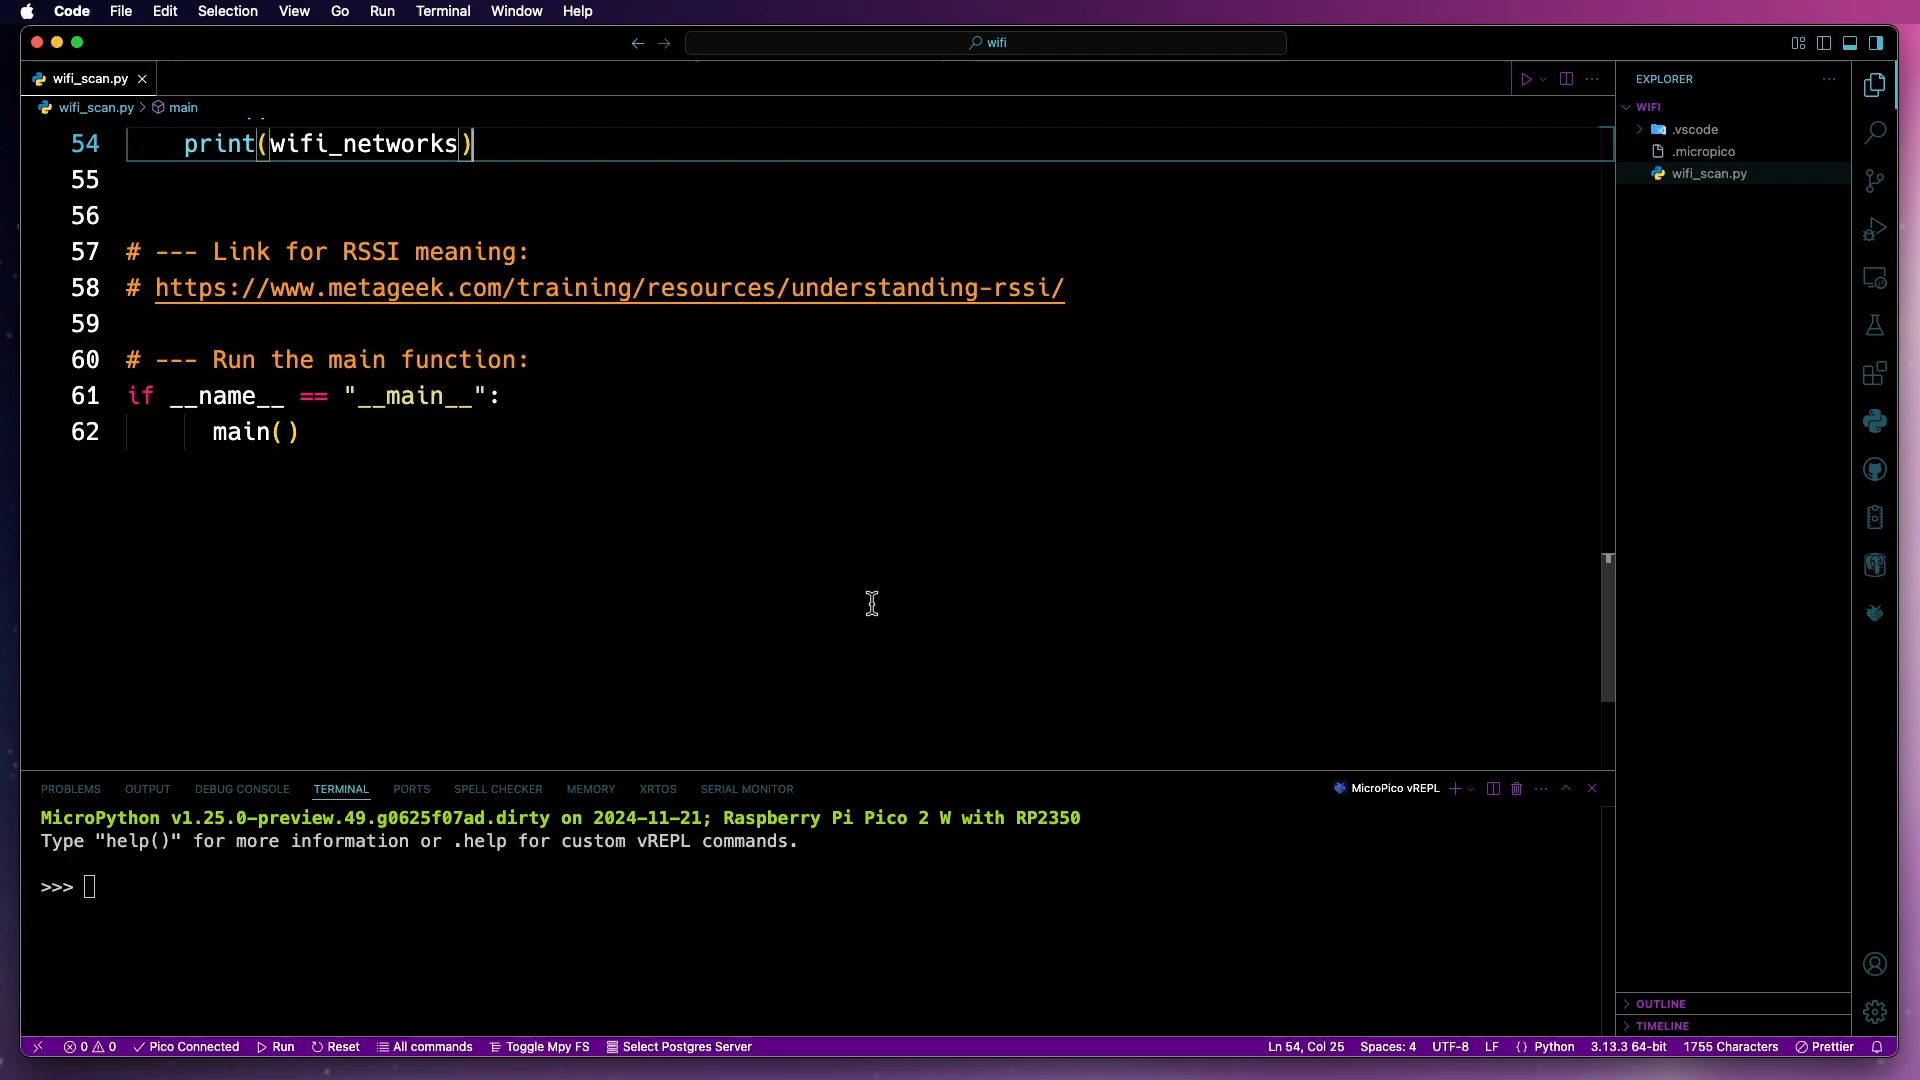 Code File Edit Selection View Go Run Terminal Window Help
wifi
wifi_scan.py
wifi_scan.py > main
54 print(wifi_networks)
55
56
57 # --- Link for RSSI meaning:
58 # https://www.metageek.com/training/resources/understanding-rssi/
59
60 # --- Run the main function:
61 if __name__ == "__main__":
62 main()
EXPLORER
WIFI
.vscode
.micropico
wifi_scan.py
OUTLINE
TIMELINE
PROBLEMS OUTPUT DEBUG CONSOLE TERMINAL PORTS SPELL CHECKER MEMORY XRTOS SERIAL MONITOR MicroPico vREPL
MicroPython v1.25.0-preview.49.g0625f07ad.dirty on 2024-11-21; Raspberry Pi Pico 2 W with RP2350
Type "help()" for more information or .help for custom vREPL commands.
>>>
0 0 Pico Connected Run Reset All commands Toggle Mpy FS Select Postgres Server Ln 54, Col 25 Spaces: 4 UTF-8 LF {} Python 3.13.3 64-bit 1755 Characters Prettier